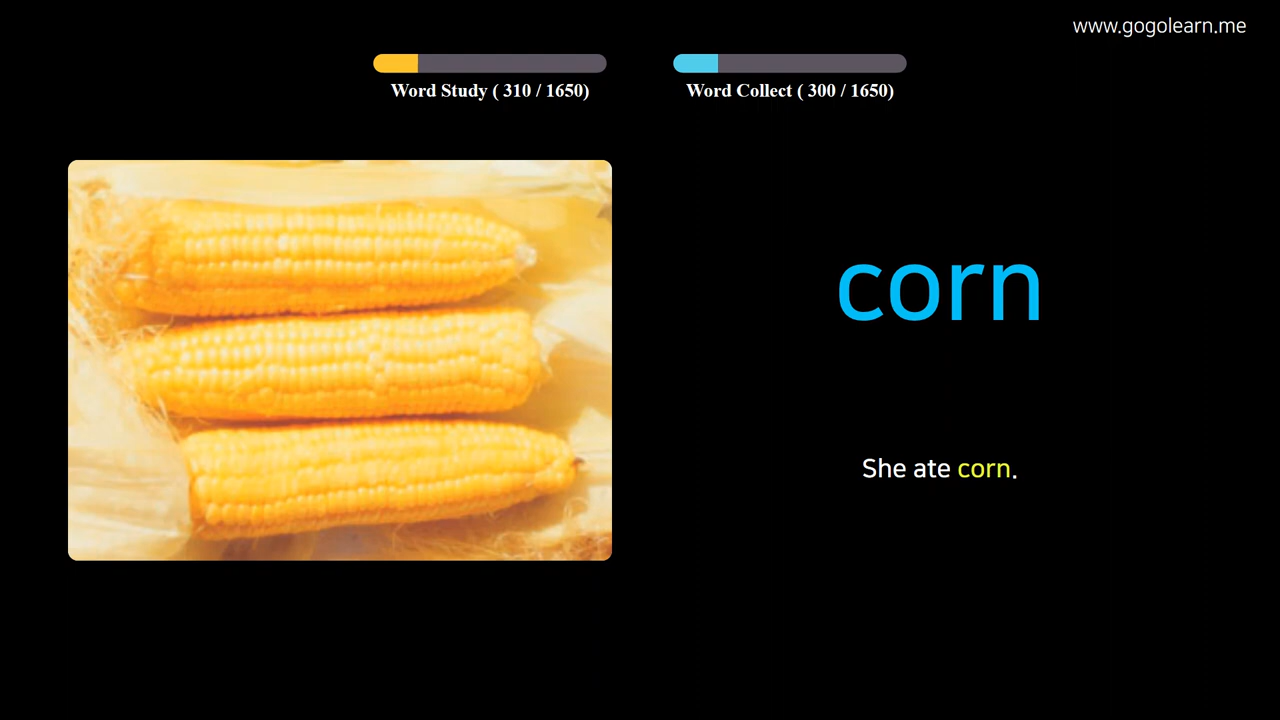 www.gogolearn.me
Word Study ( 310 / 1650)
Word Collect ( 300 / 1650)
corn
She ate corn.